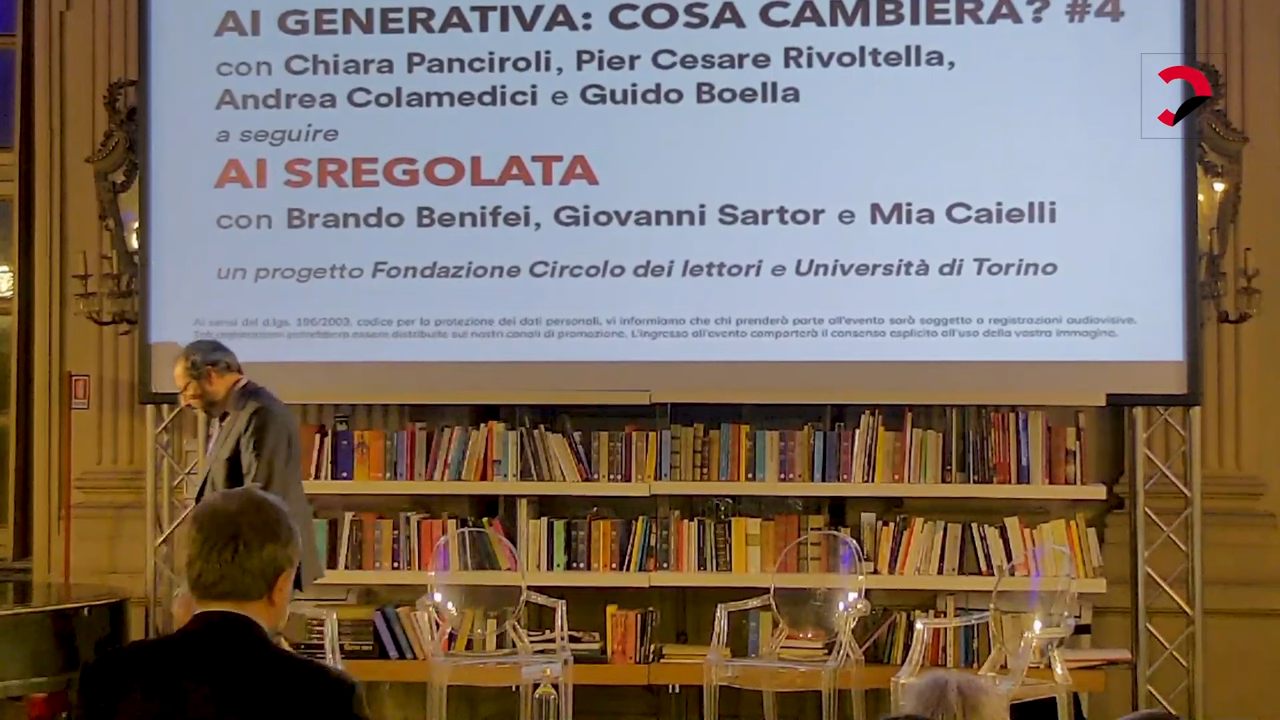 AI GENERATIVA: COSA CAMBIERÀ? #4
con Chiara Panciroli, Pier Cesare Rivoltella,
Andrea Colamedici e Guido Boella
a seguire
AI SREGOLATA
con Brando Benifei, Giovanni Sartor e Mia Caielli
un progetto Fondazione Circolo dei lettori e Università di Torino
Ai sensi del d.lgs. 196/2003, codice per la protezione dei dati personali, vi informiamo che chi prenderà parte all'evento sarà soggetto a registrazioni audiovisive.
Tali registrazioni potrebbero essere distribuite sui nostri canali di promozione. L'ingresso all'evento comporterà il consenso esplicito all'uso della vostra immagine.